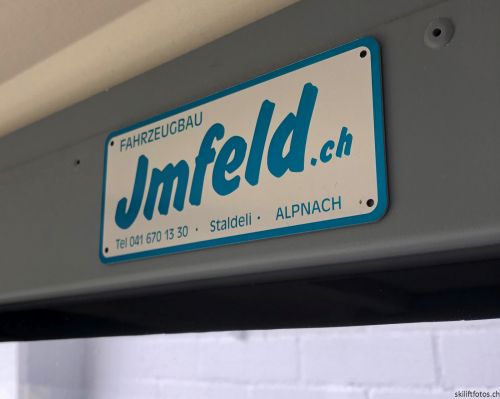 FAHRZEUGBAU
Jmfeld.ch
Tel 041 670 13 30 · Staldeli · ALPNACH
skiliftfotos.ch